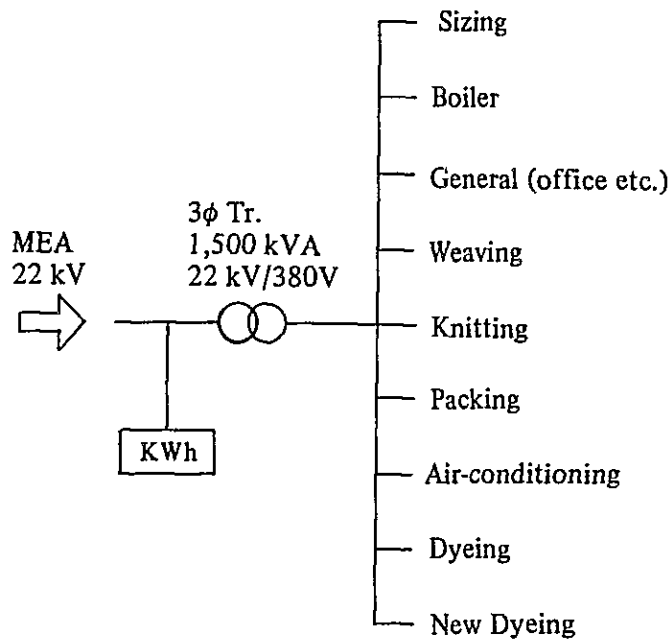 Sizing
Boiler
General (office etc.)
3φ Tr.
MEA
1,500 kVA
Weaving
22 kV
22 kV/380V
Knitting
Packing
KWh
Air-conditioning
Dyeing
New Dyeing